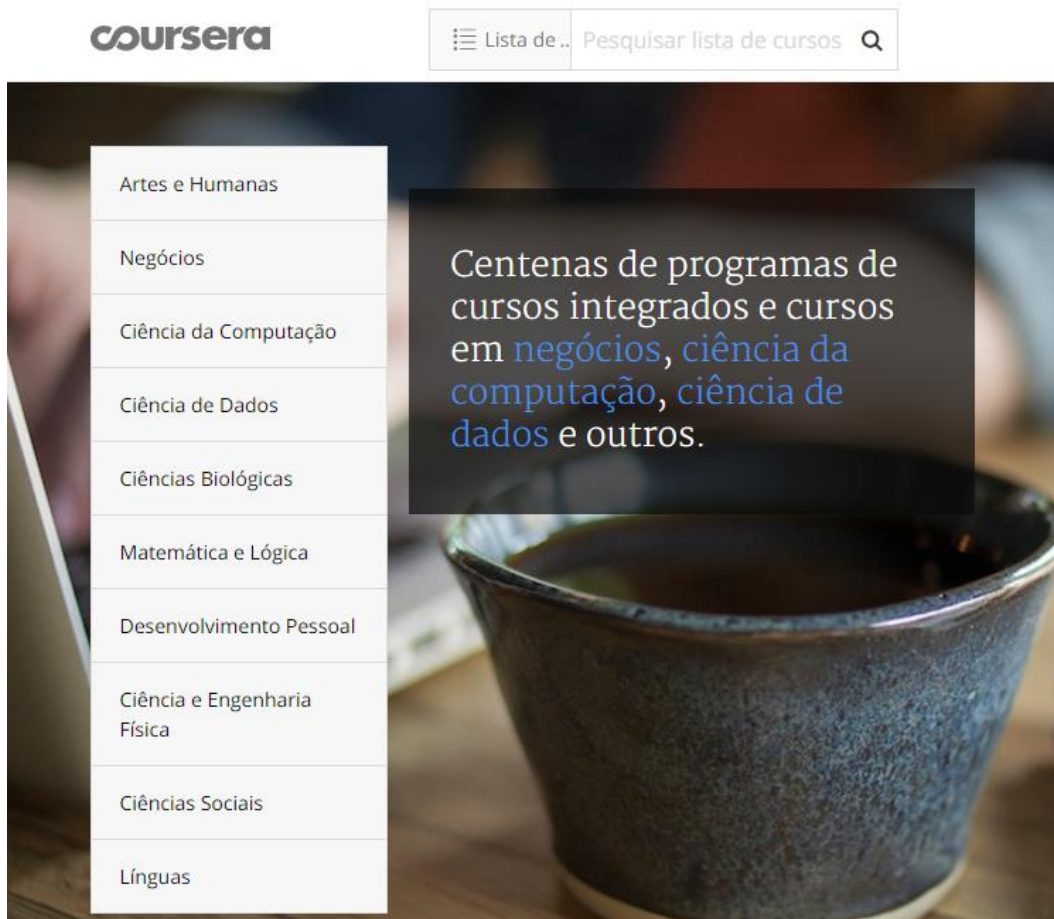 coursera
Lista de .. Pesquisar lista de cursos
Artes e Humanas
Negócios
Ciência da Computação
Ciência de Dados
Ciências Biológicas
Matemática e Lógica
Desenvolvimento Pessoal
Ciência e Engenharia
Física
Ciências Sociais
Línguas
Centenas de programas de
cursos integrados e cursos
em negócios, ciência da
computação, ciência de
dados e outros.